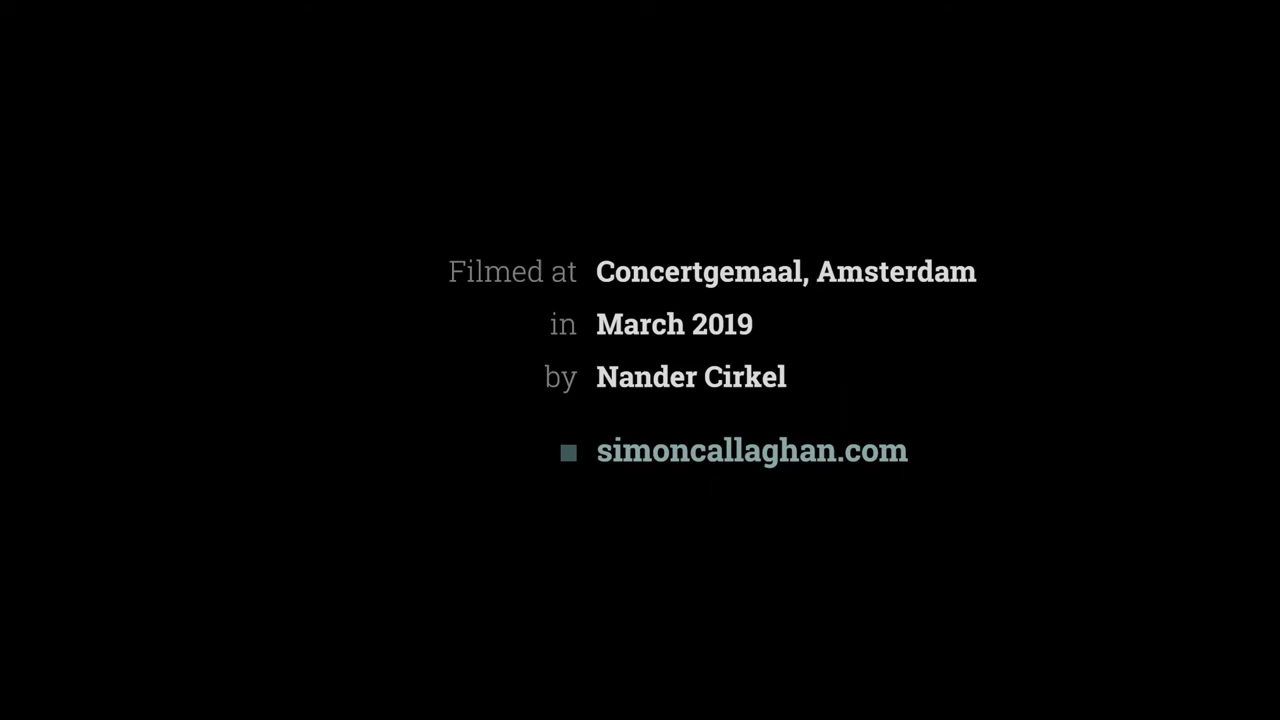 Filmed at Concertgemaal, Amsterdam
in March 2019
by Nander Cirkel
simoncallaghan.com